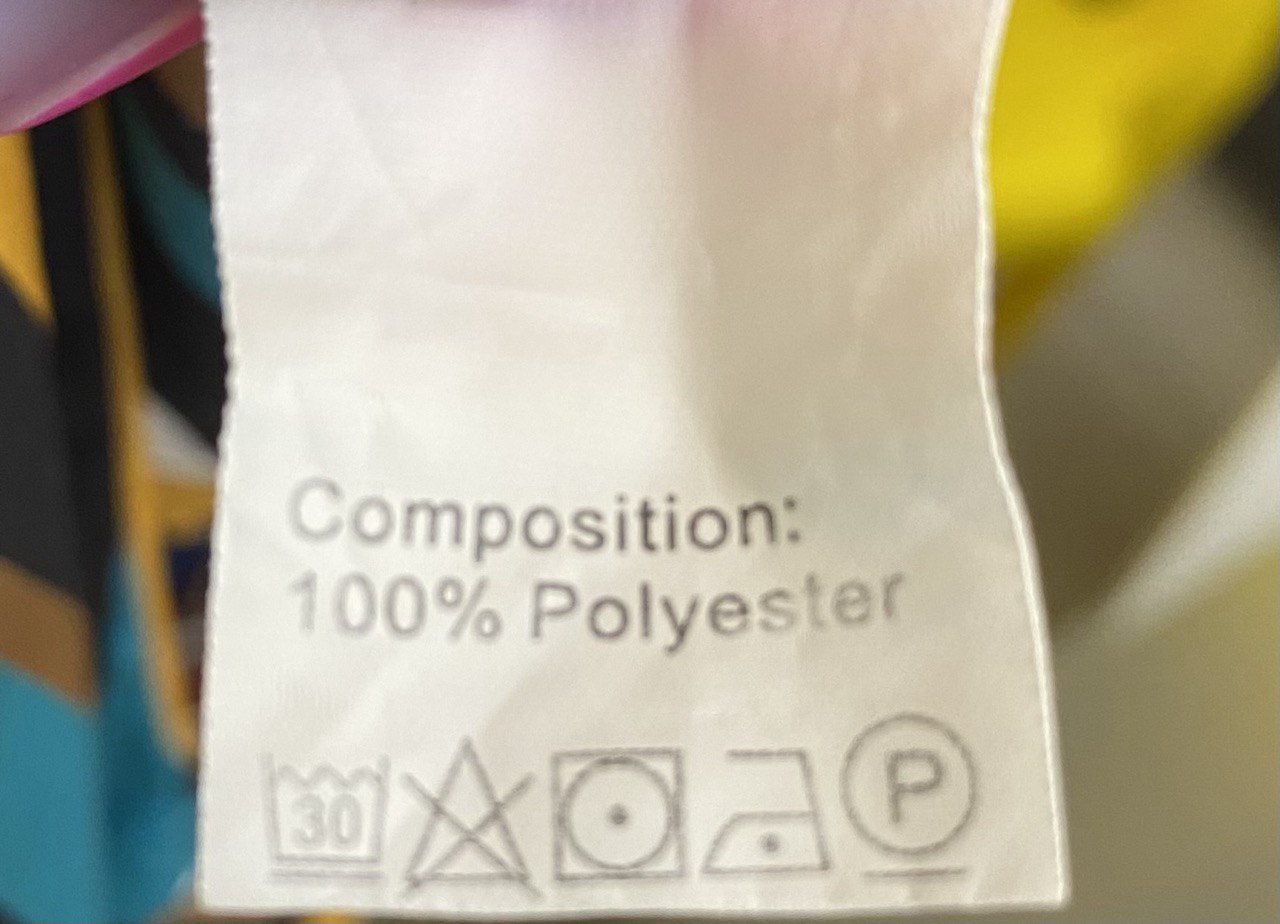 Composition:
100% Polyester
30 P